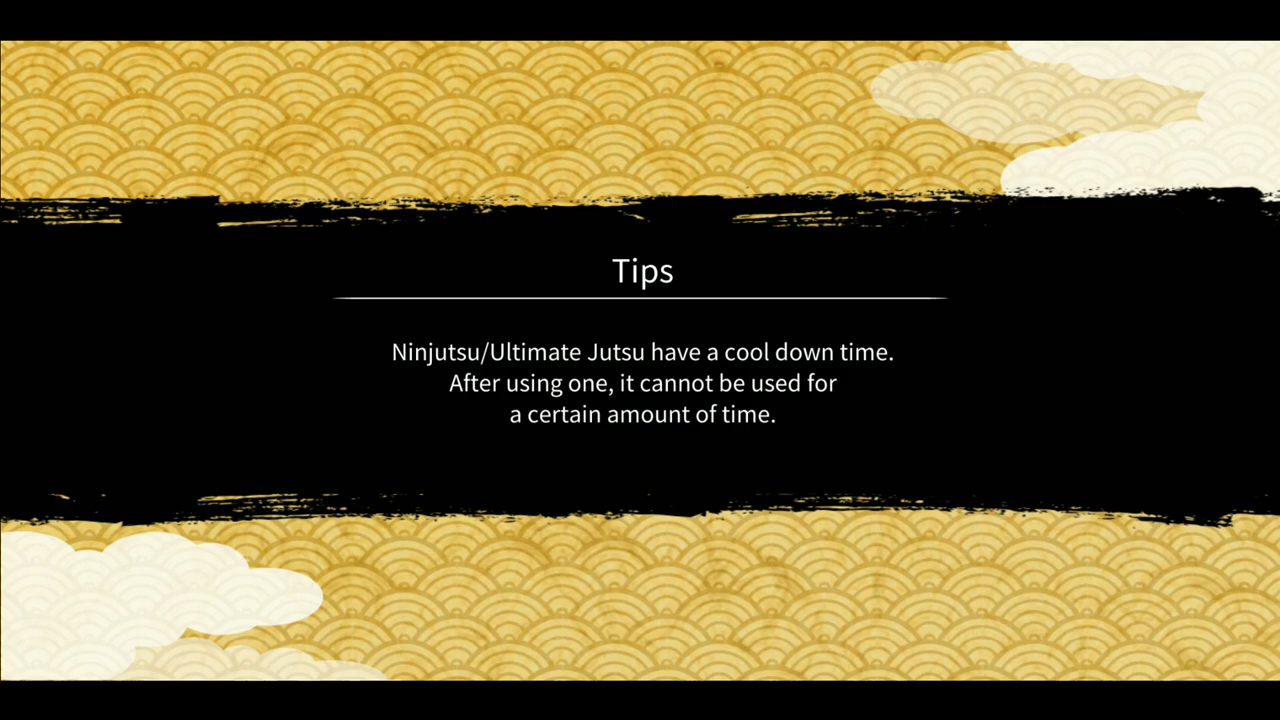 Tips
Ninjutsu/Ultimate Jutsu have a cool down time.
After using one, it cannot be used for
a certain amount of time.